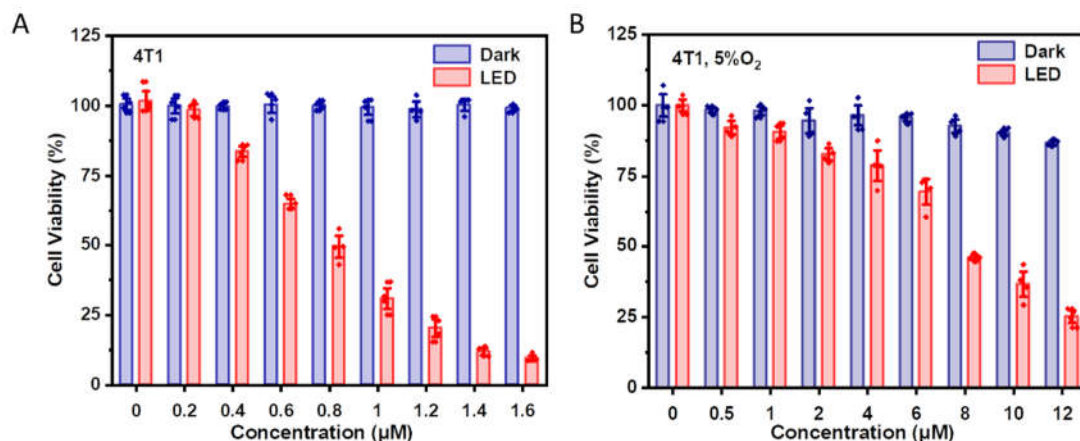 A
4T1
Dark
LED
Cell Viability (%)
125
100
75
50
25
0
0 0.2 0.4 0.6 0.8 1 1.2 1.4 1.6
Concentration (µM)
B
4T1, 5%O₂
Dark
LED
Cell Viability (%)
125
100
75
50
25
0
0 0.5 1 2 4 6 8 10 12
Concentration (µM)